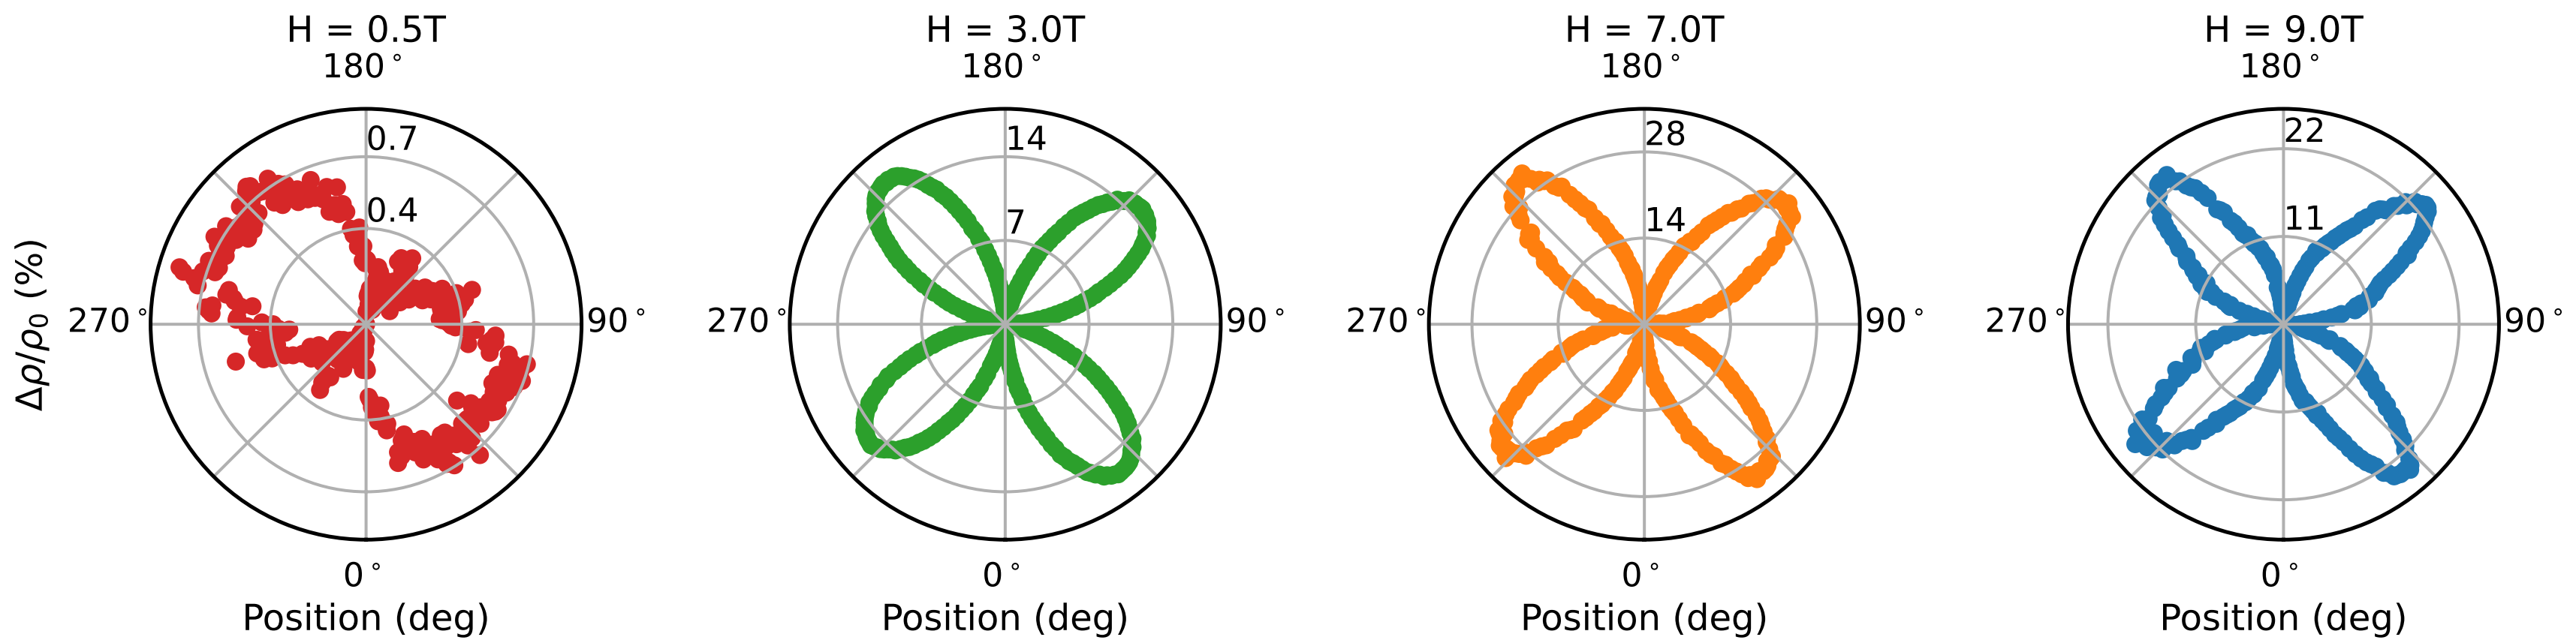 H = 0.5T
180°
0.7
0.4
270°
90°
0°
Position (deg)
Δρ/ρ₀ (%)
H = 3.0T
180°
14
7
270°
90°
0°
Position (deg)
H = 7.0T
180°
28
14
270°
90°
0°
Position (deg)
H = 9.0T
180°
22
11
270°
90°
0°
Position (deg)